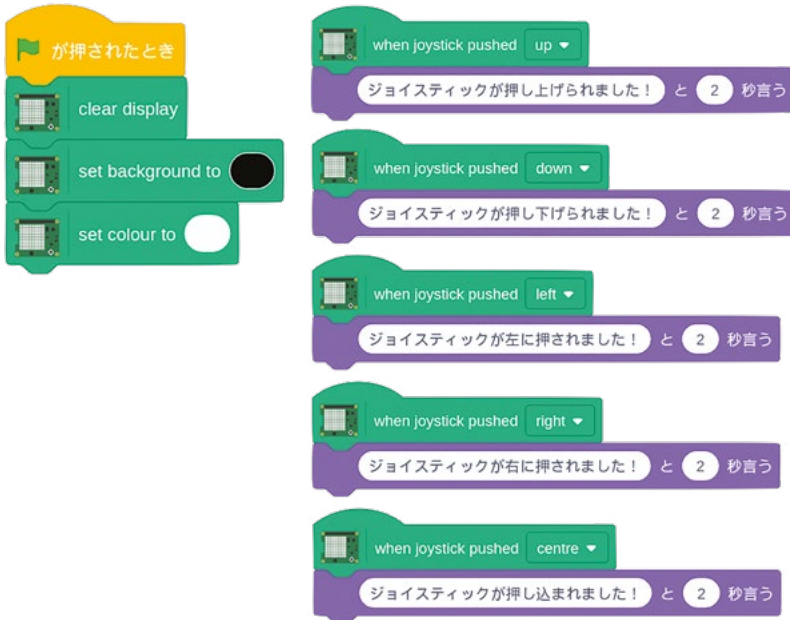 が押されたとき
clear display
set background to
set colour to
when joystick pushed up
ジョイスティックが押し上げられました！ と 2 秒言う
when joystick pushed down
ジョイスティックが押し下げられました！ と 2 秒言う
when joystick pushed left
ジョイスティックが左に押されました！ と 2 秒言う
when joystick pushed right
ジョイスティックが右に押されました！ と 2 秒言う
when joystick pushed centre
ジョイスティックが押し込まれました！ と 2 秒言う